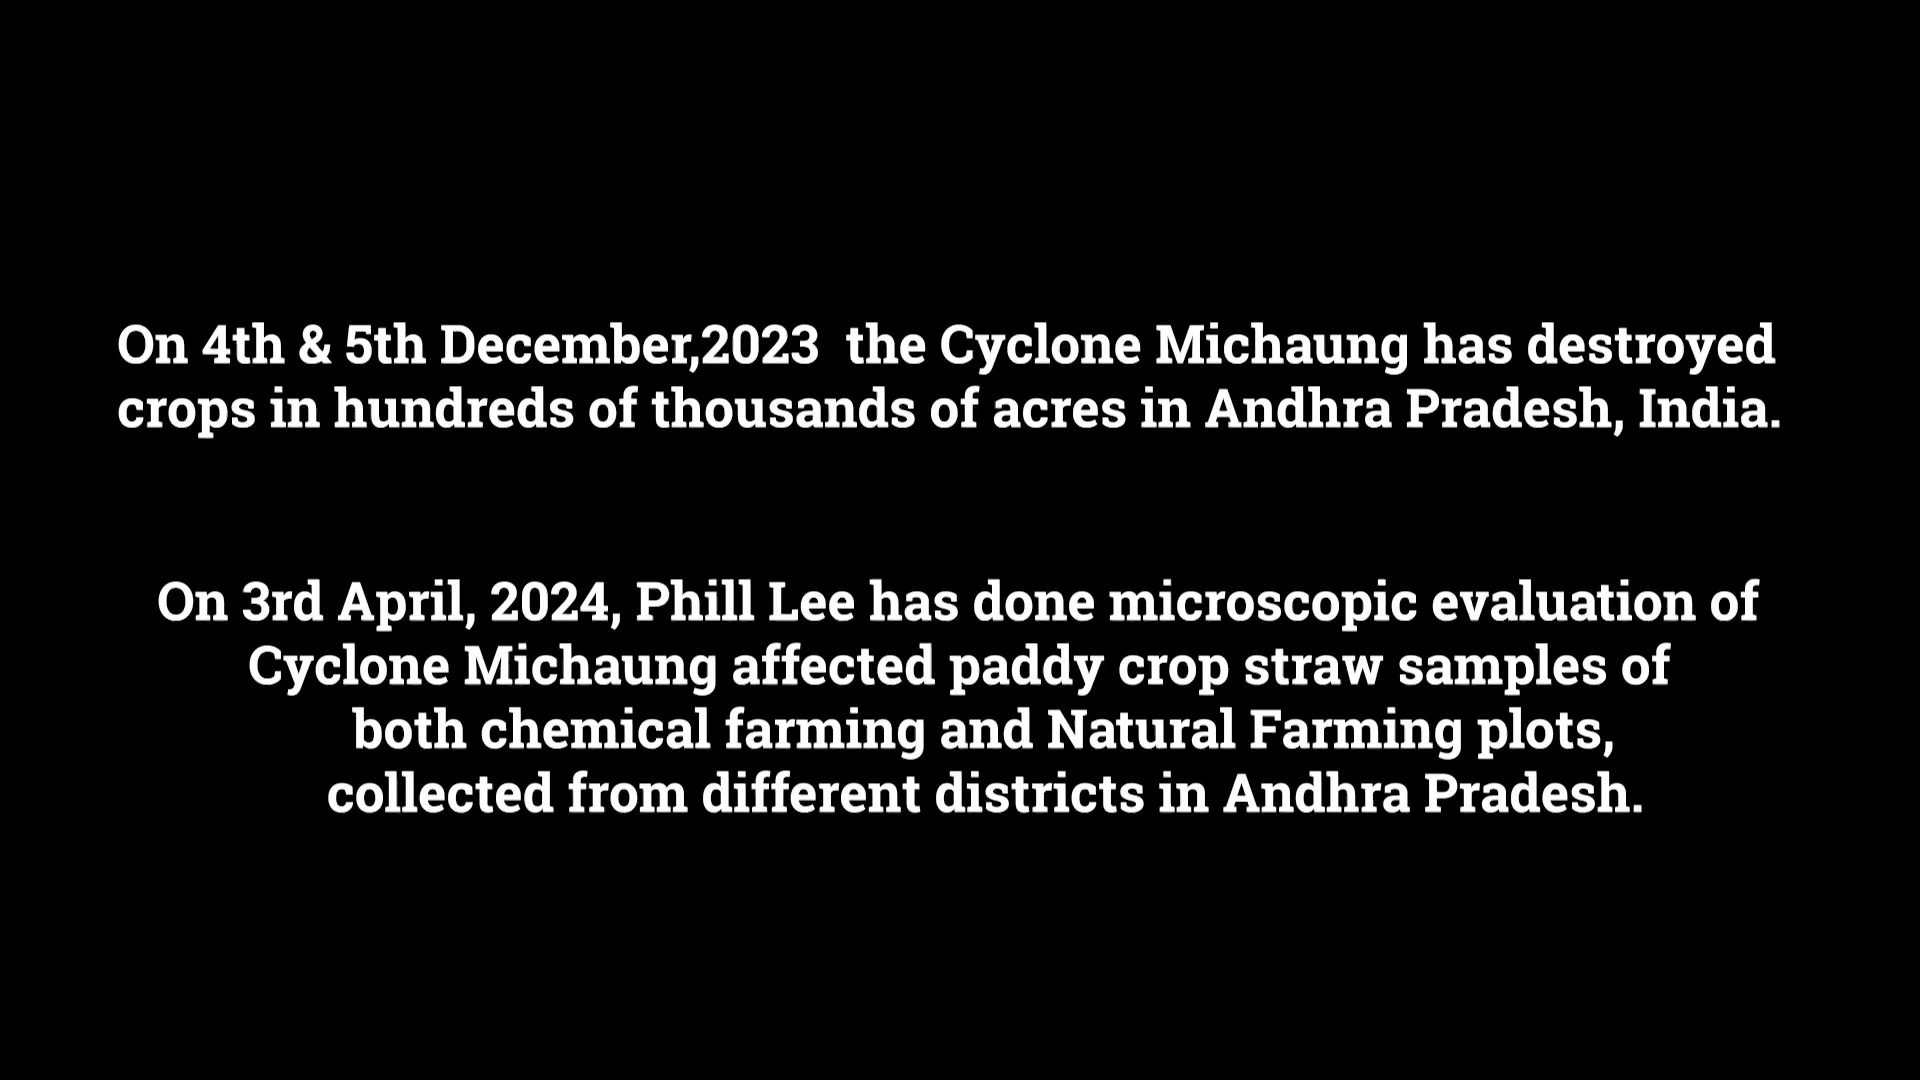 On 4th & 5th December,2023  the Cyclone Michaung has destroyed
crops in hundreds of thousands of acres in Andhra Pradesh, India.
On 3rd April, 2024, Phill Lee has done microscopic evaluation of
Cyclone Michaung affected paddy crop straw samples of
both chemical farming and Natural Farming plots,
collected from different districts in Andhra Pradesh.